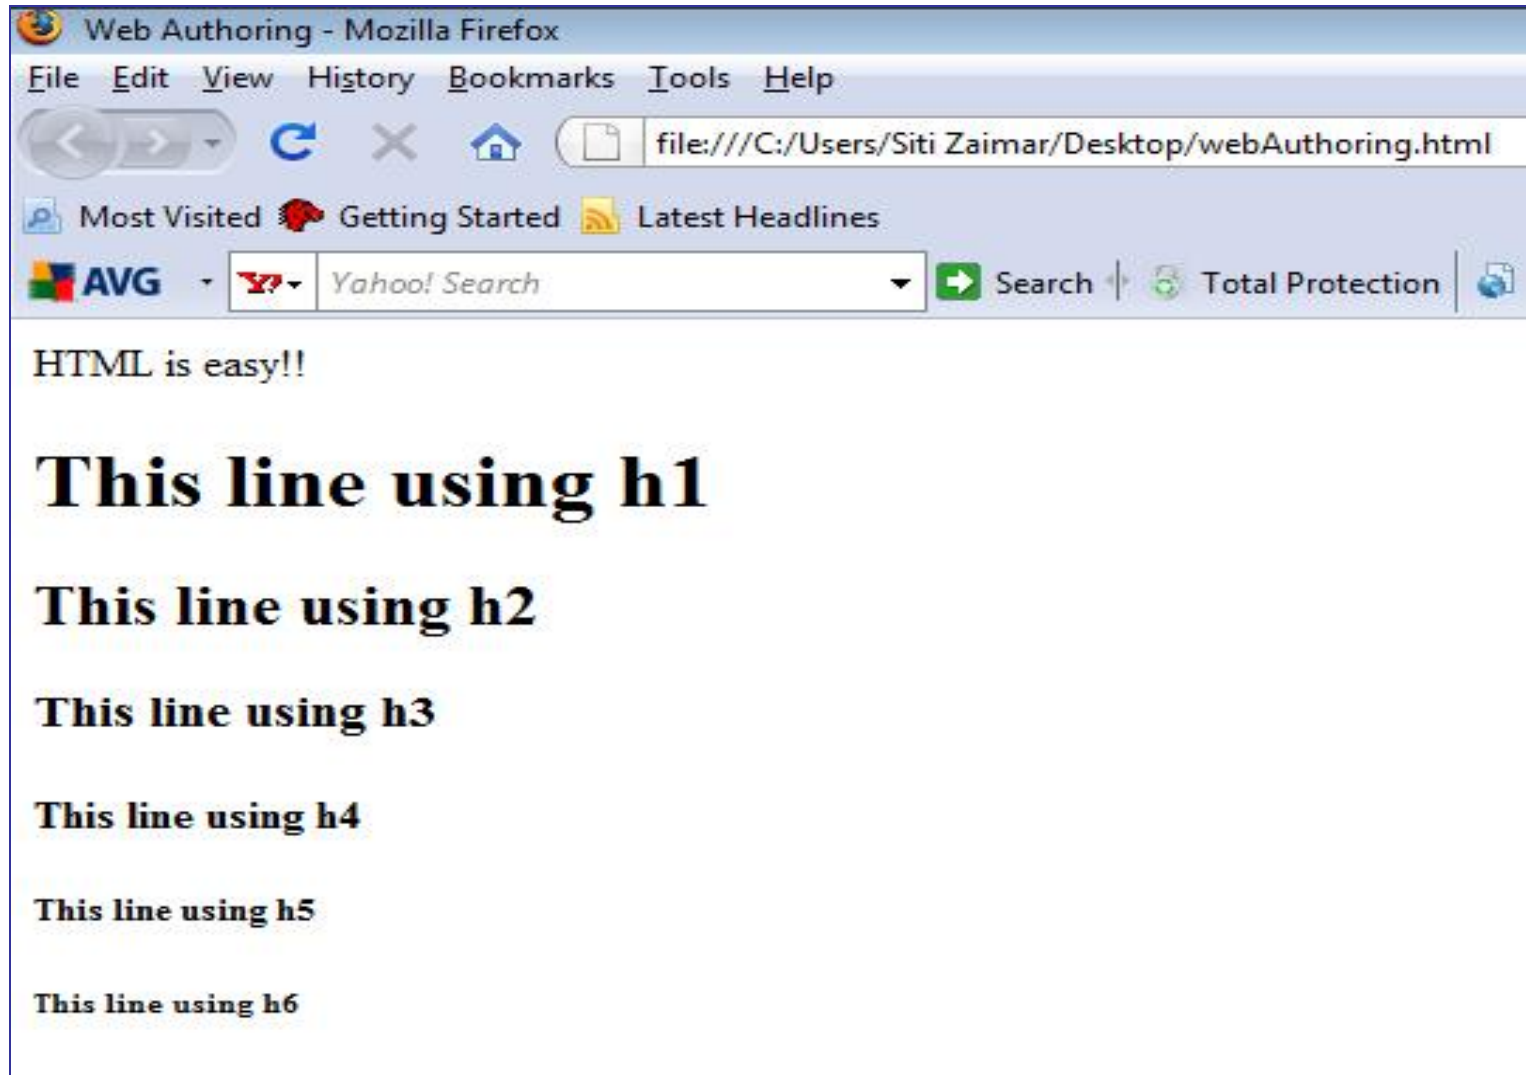 Web Authoring - Mozilla Firefox
File Edit View History Bookmarks Tools Help
file:///C:/Users/Siti Zaimar/Desktop/webAuthoring.html
Most Visited Getting Started Latest Headlines
AVG Y? Yahoo! Search Search Total Protection
HTML is easy!!
This line using h1
This line using h2
This line using h3
This line using h4
This line using h5
This line using h6